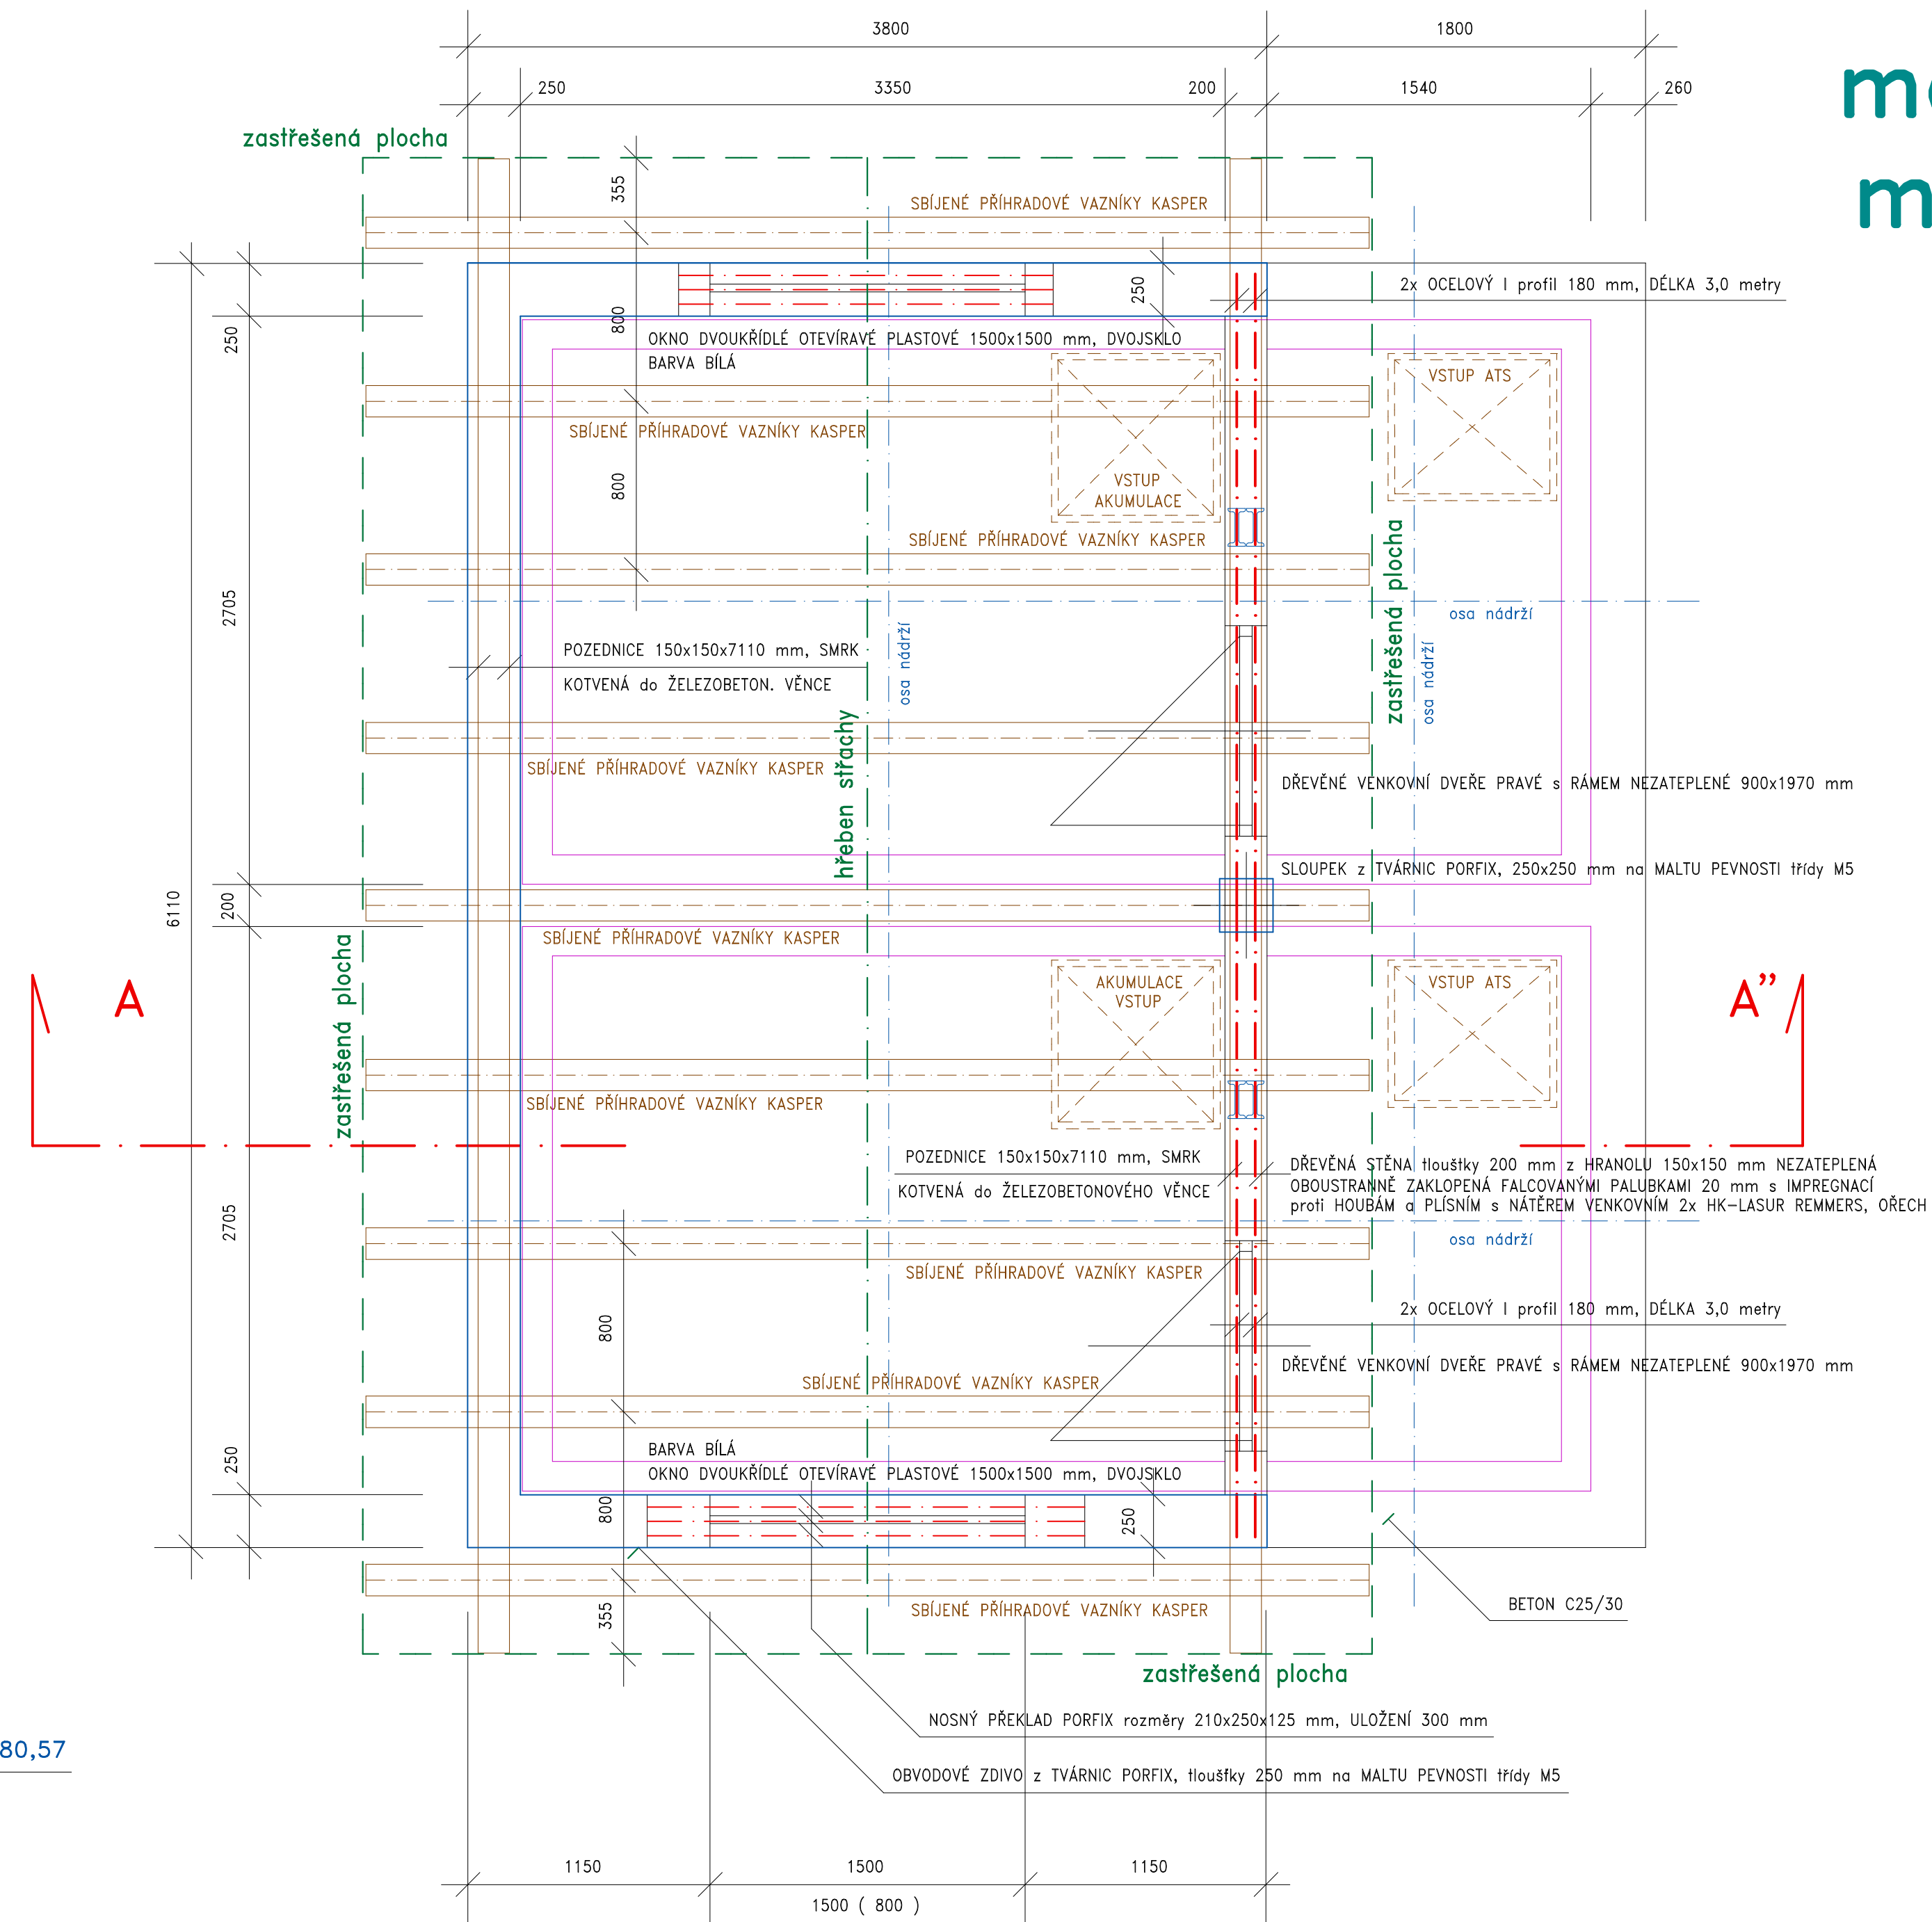 3800
1800
250
3350
200
1540
260
zastřešená plocha
355
SBÍJENÉ PŘÍHRADOVÉ VAZNÍKY KASPER
250
2x OCELOVÝ I profil 180 mm, DÉLKA 3,0 metry
800
250
OKNO DVOUKŘÍDLÉ OTEVÍRAVÉ PLASTOVÉ 1500x1500 mm, DVOJSKLO
BARVA BÍLÁ
VSTUP ATS
SBÍJENÉ PŘÍHRADOVÉ VAZNÍKY KASPER
800
VSTUP
AKUMULACE
SBÍJENÉ PŘÍHRADOVÉ VAZNÍKY KASPER
zastřešená plocha
2705
osa nádrží
osa nádrží
osa nádrží
POZEDNICE 150x150x7110 mm, SMRK
KOTVENÁ do ŽELEZOBETON. VĚNCE
hřeben střachy
SBÍJENÉ PŘÍHRADOVÉ VAZNÍKY KASPER
DŘEVĚNÉ VENKOVNÍ DVEŘE PRAVÉ s RÁMEM NEZATEPLENÉ 900x1970 mm
SLOUPEK z TVÁRNIC PORFIX, 250x250 mm na MALTU PEVNOSTI třídy M5
6110
200
SBÍJENÉ PŘÍHRADOVÉ VAZNÍKY KASPER
zastřešená plocha
A
A”
AKUMULACE
VSTUP
VSTUP ATS
SBÍJENÉ PŘÍHRADOVÉ VAZNÍKY KASPER
POZEDNICE 150x150x7110 mm, SMRK
KOTVENÁ do ŽELEZOBETONOVÉHO VĚNCE
DŘEVĚNÁ STĚNA tloušťky 200 mm z HRANOLU 150x150 mm NEZATEPLENÁ
OBOUSTRANNĚ ZAKLOPENÁ FALCOVANÝMI PALUBKAMI 20 mm s IMPREGNACÍ
proti HOUBÁM a PLÍSNÍM s NÁTĚREM VENKOVNÍM 2x HK-LASUR REMMERS, OŘECH
2705
osa nádrží
SBÍJENÉ PŘÍHRADOVÉ VAZNÍKY KASPER
2x OCELOVÝ I profil 180 mm, DÉLKA 3,0 metry
800
DŘEVĚNÉ VENKOVNÍ DVEŘE PRAVÉ s RÁMEM NEZATEPLENÉ 900x1970 mm
SBÍJENÉ PŘÍHRADOVÉ VAZNÍKY KASPER
250
BARVA BÍLÁ
OKNO DVOUKŘÍDLÉ OTEVÍRAVÉ PLASTOVÉ 1500x1500 mm, DVOJSKLO
800
250
BETON C25/30
355
SBÍJENÉ PŘÍHRADOVÉ VAZNÍKY KASPER
zastřešená plocha
NOSNÝ PŘEKLAD PORFIX rozměry 210x250x125 mm, ULOŽENÍ 300 mm
80,57
OBVODOVÉ ZDIVO z TVÁRNIC PORFIX, tloušťky 250 mm na MALTU PEVNOSTI třídy M5
1150
1500
1150
1500 ( 800 )